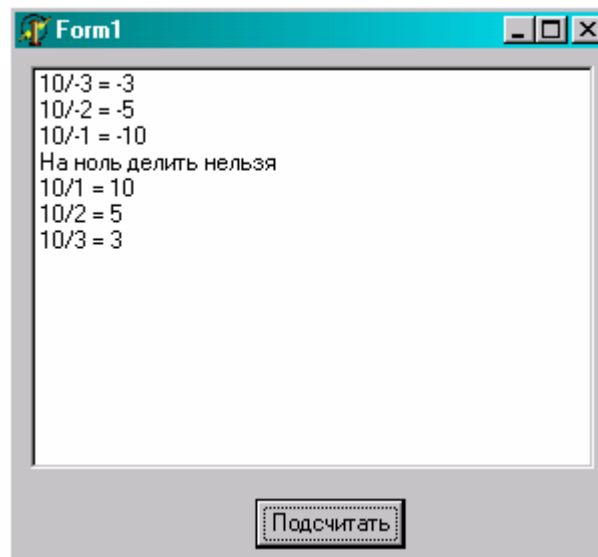 Form1
10/-3 = -3
10/-2 = -5
10/-1 = -10
На ноль делить нельзя
10/1 = 10
10/2 = 5
10/3 = 3
Подсчитать